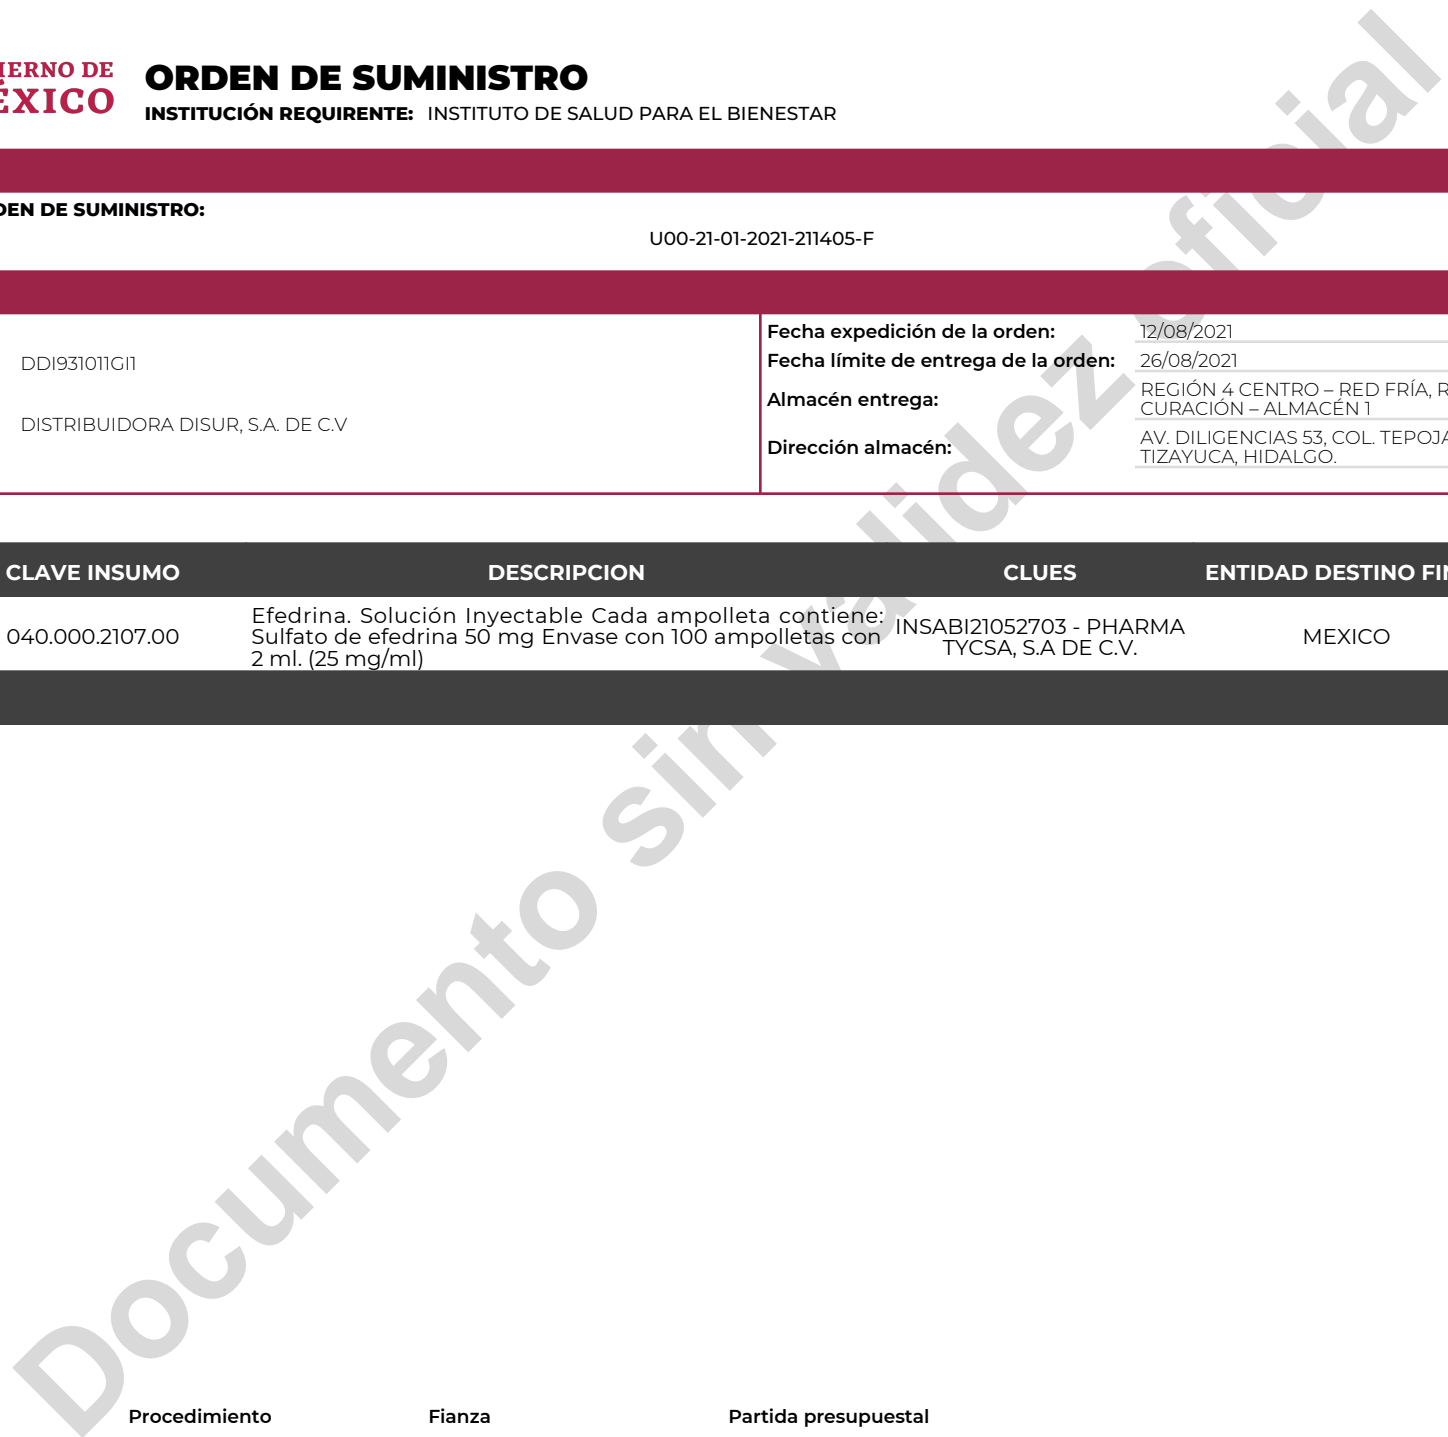 IERNO DE
ÉXICO
ORDEN DE SUMINISTRO
INSTITUCIÓN REQUIRENTE: INSTITUTO DE SALUD PARA EL BIENESTAR
DEN DE SUMINISTRO:
U00-21-01-2021-211405-F
DDI931011GI1
DISTRIBUIDORA DISUR, S.A. DE C.V
Fecha expedición de la orden: 12/08/2021
Fecha límite de entrega de la orden: 26/08/2021
Almacén entrega: REGIÓN 4 CENTRO – RED FRÍA, R
CURACIÓN – ALMACÉN 1
Dirección almacén: AV. DILIGENCIAS 53, COL. TEPOJA
TIZAYUCA, HIDALGO.
CLAVE INSUMO DESCRIPCION CLUES ENTIDAD DESTINO FIN
040.000.2107.00
Efedrina. Solución Inyectable Cada ampolleta contiene:
Sulfato de efedrina 50 mg Envase con 100 ampolletas con
2 ml. (25 mg/ml)
INSABI21052703 - PHARMA
TYCSA, S.A DE C.V.
MEXICO
Documento sin validez oficial
Procedimiento Fianza Partida presupuestal